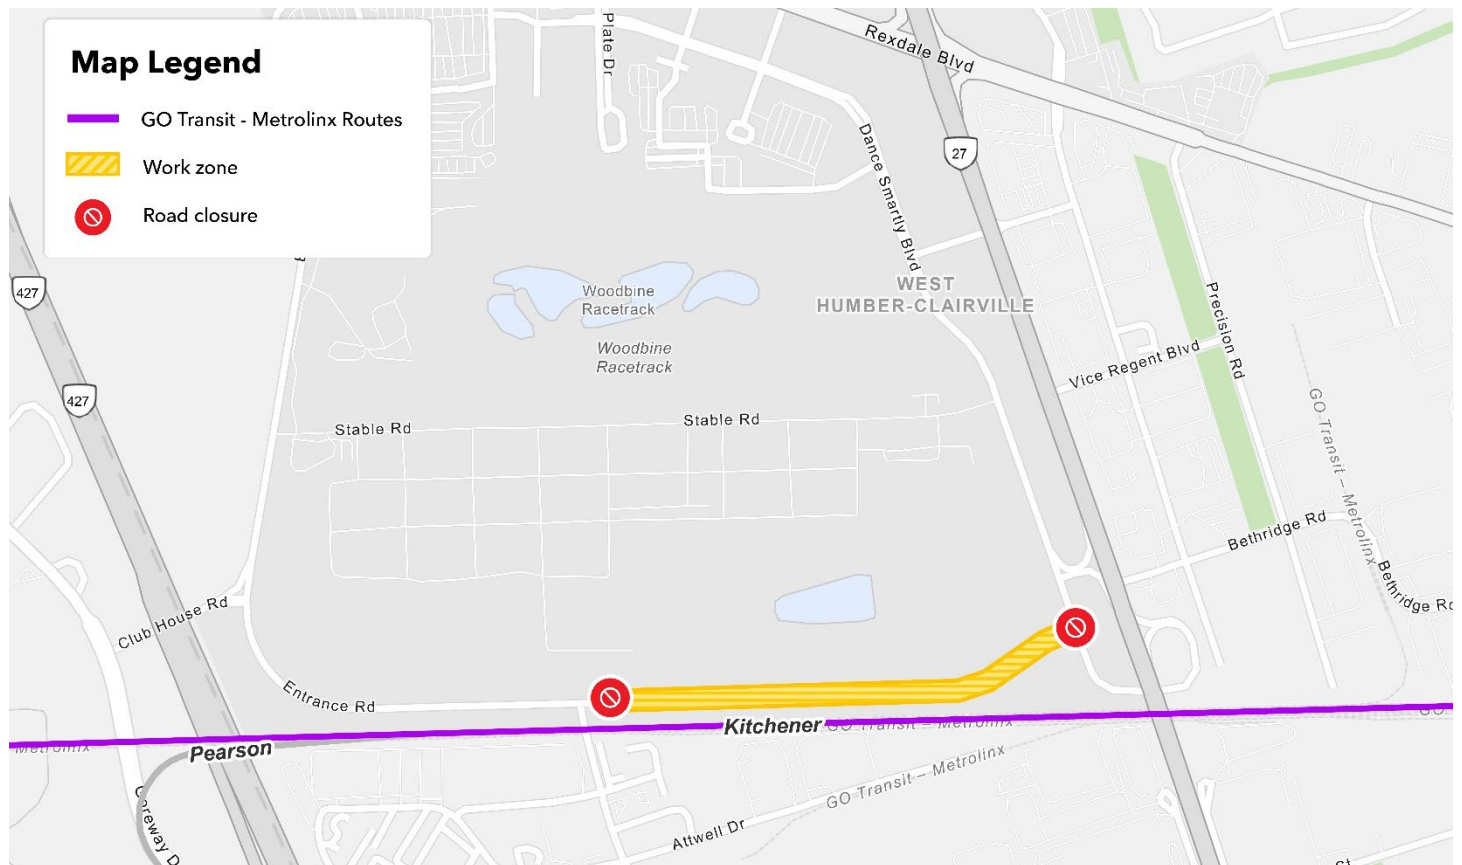 Map Legend
GO Transit - Metrolinx Routes
Work zone
Road closure
Plate Dr
Rexdale Blvd
27
Dance Smartly Blvd
427
427
Woodbine
Racetrack
Woodbine
Racetrack
WEST
HUMBER-CLAIRVILLE
Precision Rd
Vice Regent Blvd
GO Transit – Metrolinx
Stable Rd
Stable Rd
Bethridge Rd
Bethridge Rd
Club House Rd
Entrance Rd
Kitchener
GO Transit – Metrolinx
GO
Metrolinx
Pearson
GO Transit – Metrolinx
Attwell Dr
Goreway D
St